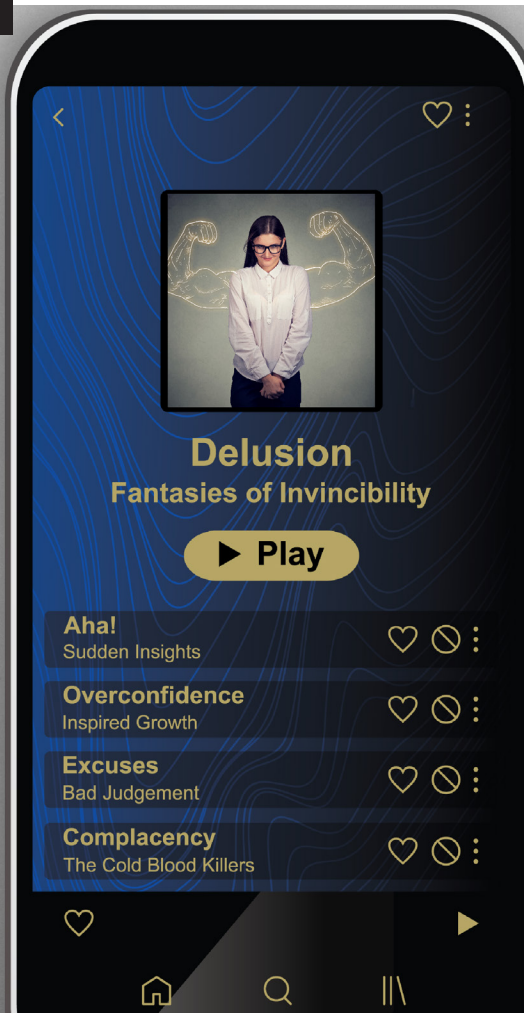 Delusion
Fantasies of Invincibility
Play
Aha!
Sudden Insights
Overconfidence
Inspired Growth
Excuses
Bad Judgement
Complacency
The Cold Blood Killers